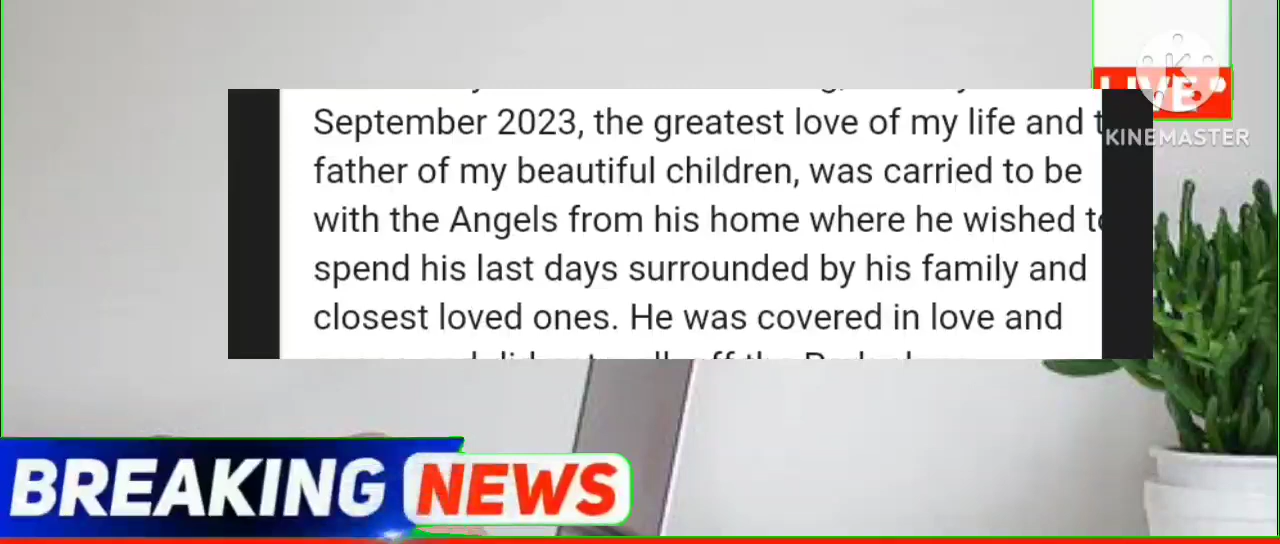 LIVE
KINEMASTER
September 2023, the greatest love of my life and
father of my beautiful children, was carried to be
with the Angels from his home where he wished to
spend his last days surrounded by his family and
closest loved ones. He was covered in love and
BREAKING NEWS